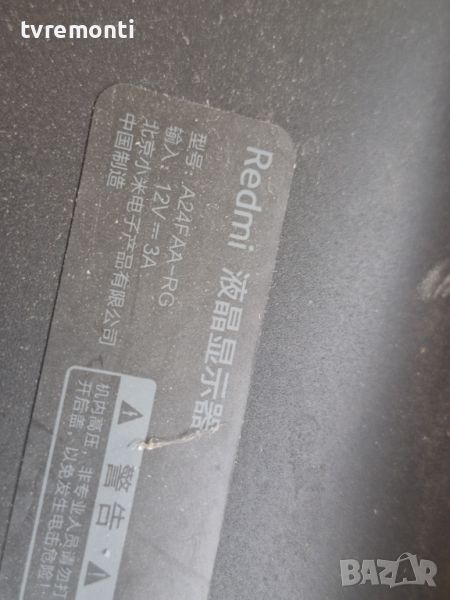 tvremonti
Redmi 液晶显示器
型号: A24FAA-RG
输入: 12V⎓3A
北京小米电子产品有限公司
中国制造
警告
机内高压, 非专业人员请勿打
开后盖, 以免发生电击危险!
BAZAR